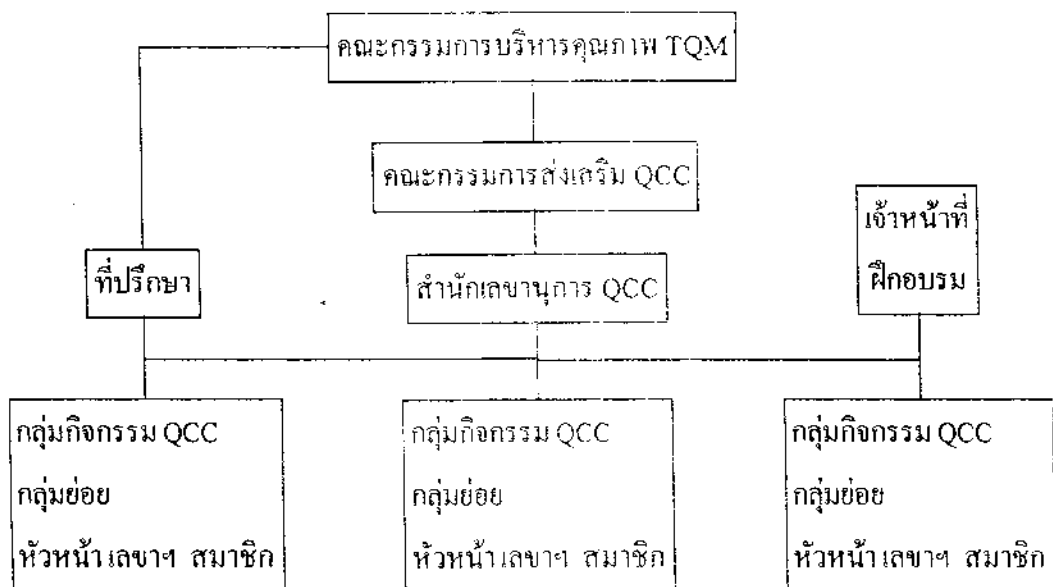 คณะกรรมการบริหารคุณภาพ TQM
คณะกรรมการส่งเสริม QCC
เจ้าหน้าที่
ฝึกอบรม
ที่ปรึกษา
สำนักเลขานุการ QCC
กลุ่มกิจกรรม QCC
กลุ่มย่อย
หัวหน้า เลขาฯ สมาชิก
กลุ่มกิจกรรม QCC
กลุ่มย่อย
หัวหน้า เลขาฯ สมาชิก
กลุ่มกิจกรรม QCC
กลุ่มย่อย
หัวหน้า เลขาฯ สมาชิก